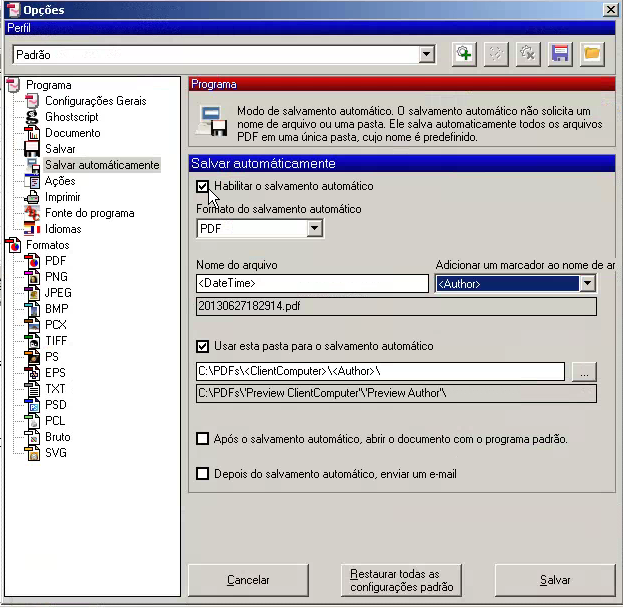 Opções
Perfil
Padrão
Programa
Configurações Gerais
Ghostscript
Documento
Salvar
Salvar automáticamente
Ações
Imprimir
Fonte do programa
Idiomas
Formatos
PDF
PNG
JPEG
BMP
PCX
TIFF
PS
EPS
TXT
PSD
PCL
Bruto
SVG
Programa
Modo de salvamento automático. O salvamento automático não solicita um
nome de arquivo ou uma pasta. Ele salva automaticamente todos os arquivos
PDF em uma única pasta, cujo nome é predefinido.
Salvar automáticamente
Habilitar o salvamento automático
Formato do salvamento automático
PDF
Nome do arquivo
Adicionar um marcador ao nome de ar
<DateTime>
<Author>
20130627182914.pdf
Usar esta pasta para o salvamento automático
C:\PDFs\<ClientComputer>\<Author>\
...
C:\PDFs\'Preview ClientComputer'\'Preview Author'\
Após o salvamento automático, abrir o documento com o programa padrão.
Depois do salvamento automático, enviar um e-mail
Cancelar
Restaurar todas as
configurações padrão
Salvar